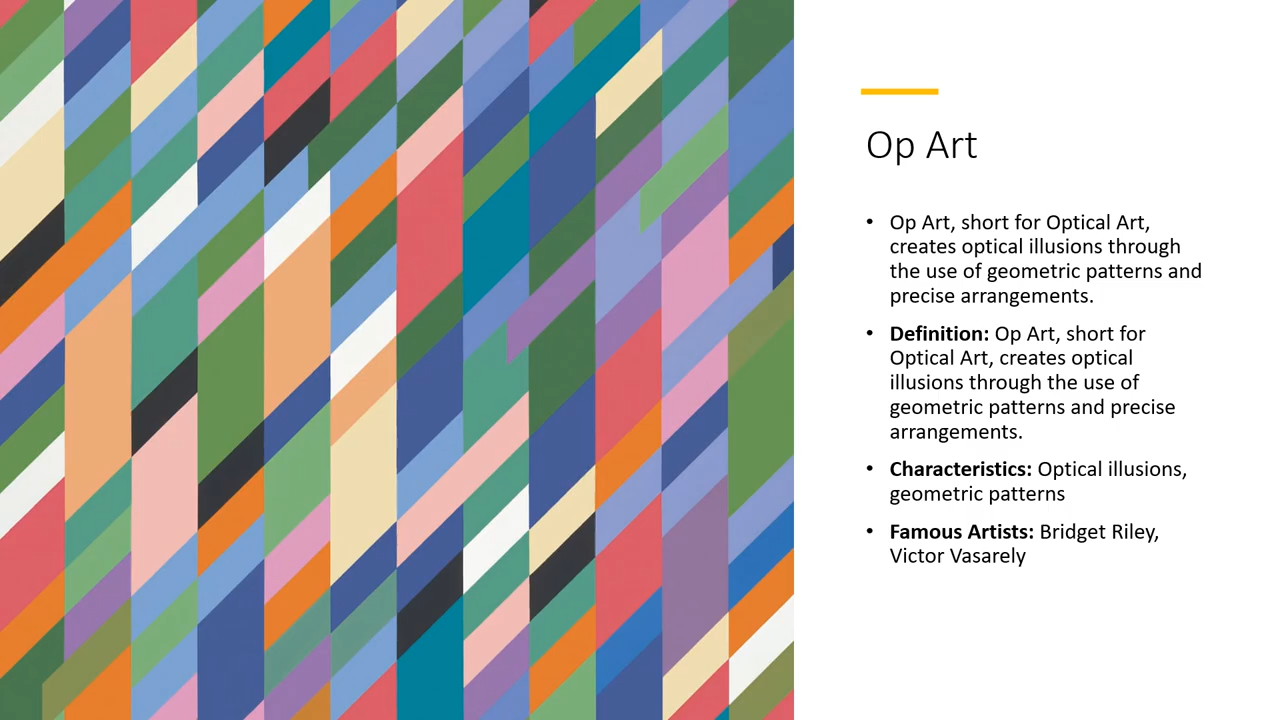 Op Art
• Op Art, short for Optical Art,
creates optical illusions through
the use of geometric patterns and
precise arrangements.
• Definition: Op Art, short for
Optical Art, creates optical
illusions through the use of
geometric patterns and precise
arrangements.
• Characteristics: Optical illusions,
geometric patterns
• Famous Artists: Bridget Riley,
Victor Vasarely